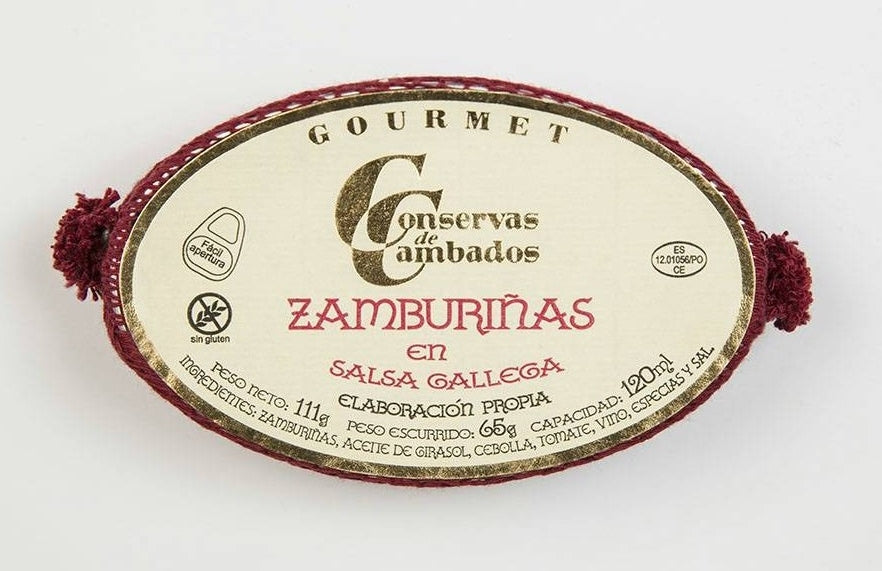 GOURMET
Conservas
de
Cambados
Fácil
apertura
ES
12.01056/PO
CE
sin gluten
ZAMBURIÑAS
EN
SALSA GALLEGA
ELABORACIÓN PROPIA
PESO NETO: 111g PESO ESCURRIDO: 65g CAPACIDAD: 120ml
INGREDIENTES: ZAMBURIÑAS, ACEITE DE GIRASOL, CEBOLLA, TOMATE, VINO, ESPECIAS Y SAL